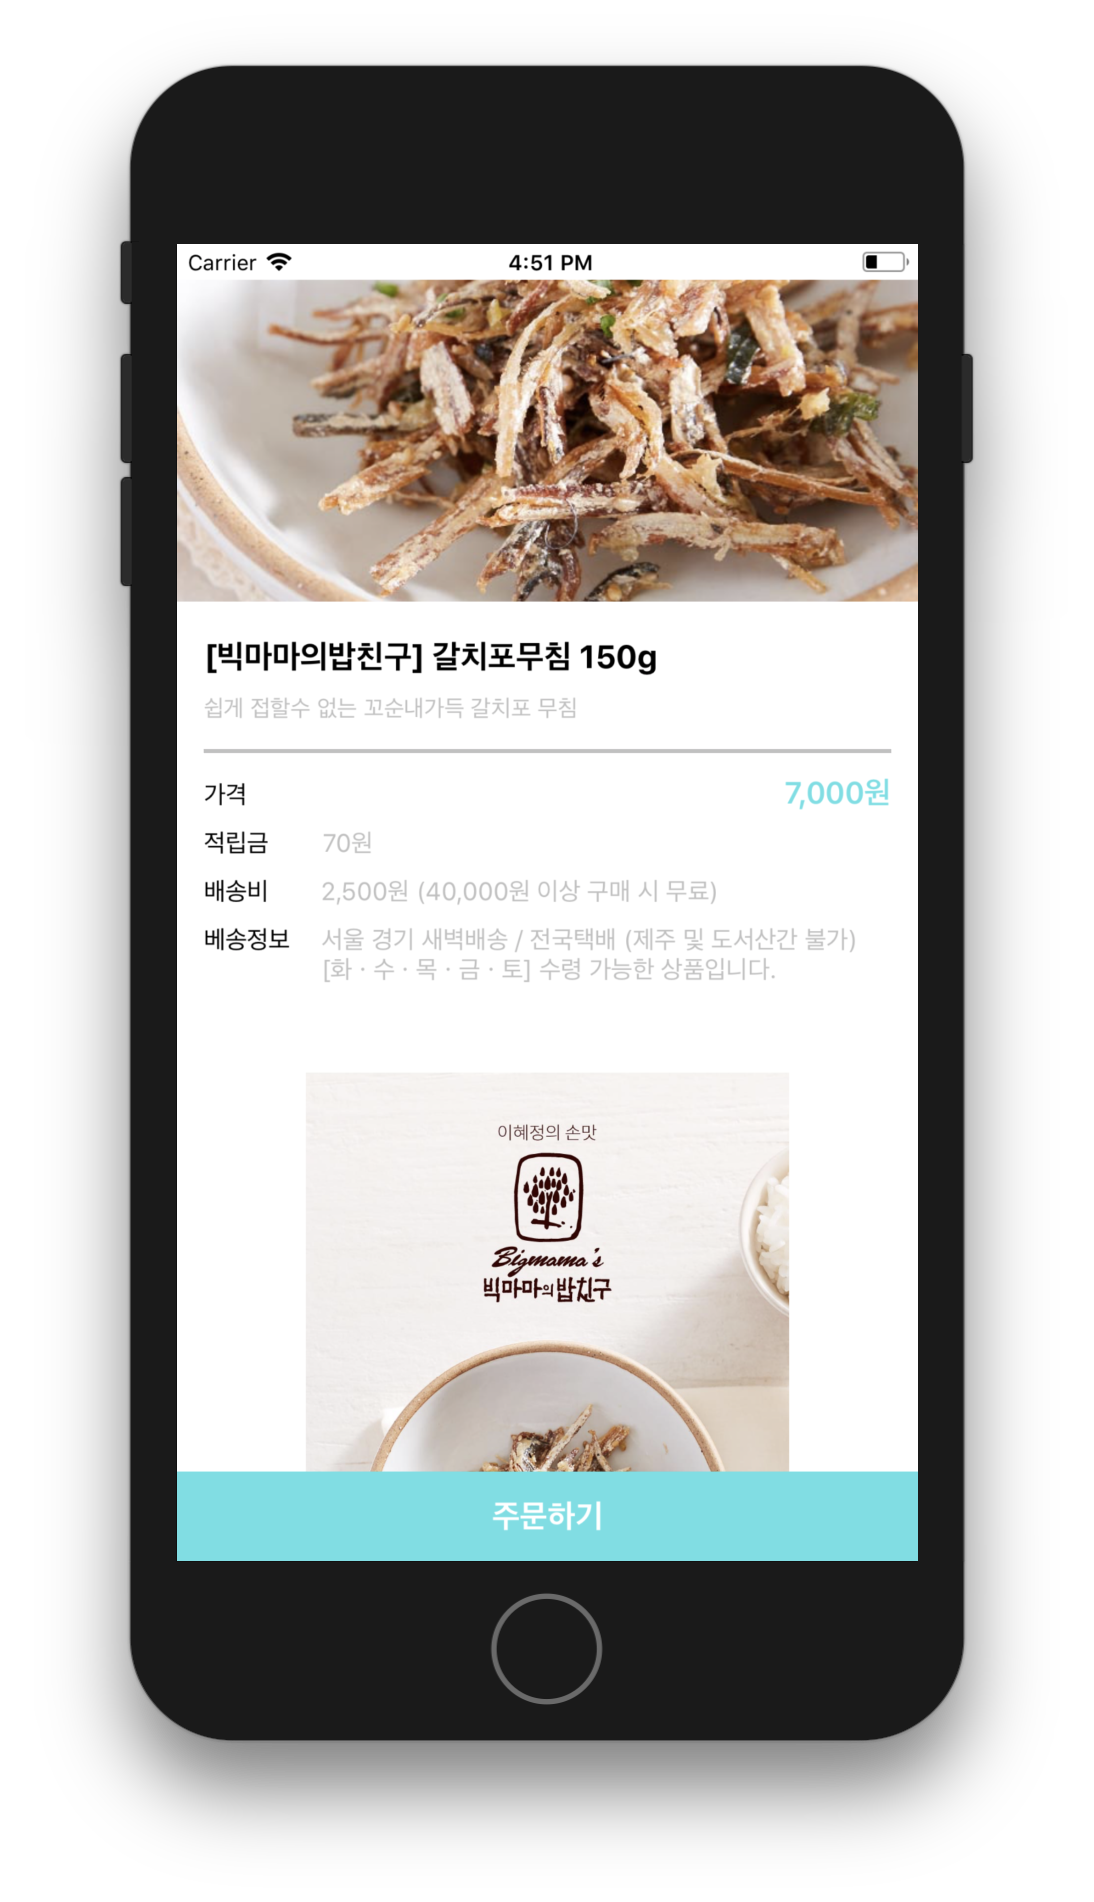 Carrier 4:51 PM
[빅마마의밥친구] 갈치포무침 150g
쉽게 접할수 없는 꼬순내가득 갈치포 무침
가격 7,000원
적립금 70원
배송비 2,500원 (40,000원 이상 구매 시 무료)
베송정보 서울 경기 새벽배송 / 전국택배 (제주 및 도서산간 불가)
[화 · 수 · 목 · 금 · 토] 수령 가능한 상품입니다.
이혜정의 손맛
Bigmama's
빅마마의밥친구
주문하기